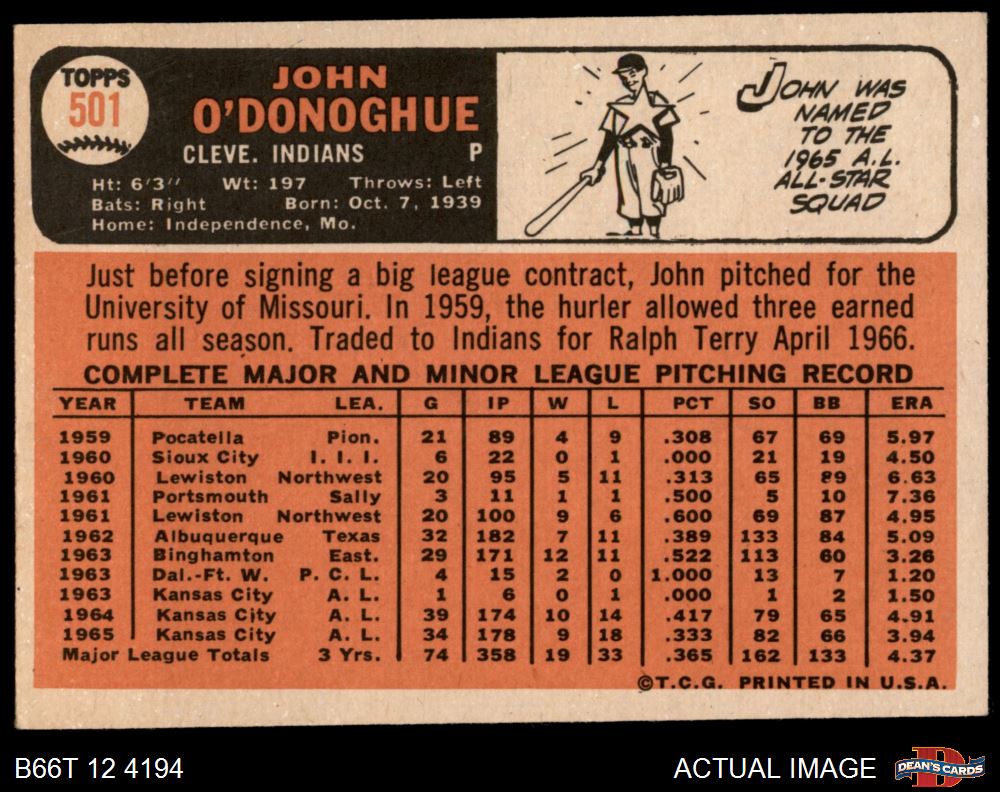 TOPPS
501
JOHN
O'DONOGHUE
CLEVE. INDIANS P
Ht: 6'3" Wt: 197 Throws: Left
Bats: Right Born: Oct. 7, 1939
Home: Independence, Mo.
JOHN WAS
NAMED
TO THE
1965 A.L.
ALL-STAR
SQUAD
Just before signing a big league contract, John pitched for the
University of Missouri. In 1959, the hurler allowed three earned
runs all season. Traded to Indians for Ralph Terry April 1966.
COMPLETE MAJOR AND MINOR LEAGUE PITCHING RECORD
YEAR TEAM LEA. G IP W L PCT SO BB ERA
1959 Pocatella Pion. 21 89 4 9 .308 67 69 5.97
1960 Sioux City I. I. I. 6 22 0 1 .000 21 19 4.50
1960 Lewiston Northwest 20 95 5 11 .313 65 89 6.63
1961 Portsmouth Sally 3 11 1 1 .500 5 10 7.36
1961 Lewiston Northwest 20 100 9 6 .600 69 87 4.95
1962 Albuquerque Texas 32 182 7 11 .389 133 84 5.09
1963 Binghamton East. 29 171 12 11 .522 113 60 3.26
1963 Dal.-Ft. W. P. C. L. 4 15 2 0 1.000 13 7 1.20
1963 Kansas City A. L. 1 6 0 1 .000 1 2 1.50
1964 Kansas City A. L. 39 174 10 14 .417 79 65 4.91
1965 Kansas City A. L. 34 178 9 18 .333 82 66 3.94
Major League Totals 3 Yrs. 74 358 19 33 .365 162 133 4.37
©T.C.G. PRINTED IN U.S.A.
B66T 12 4194 ACTUAL IMAGE DEAN'S CARDS